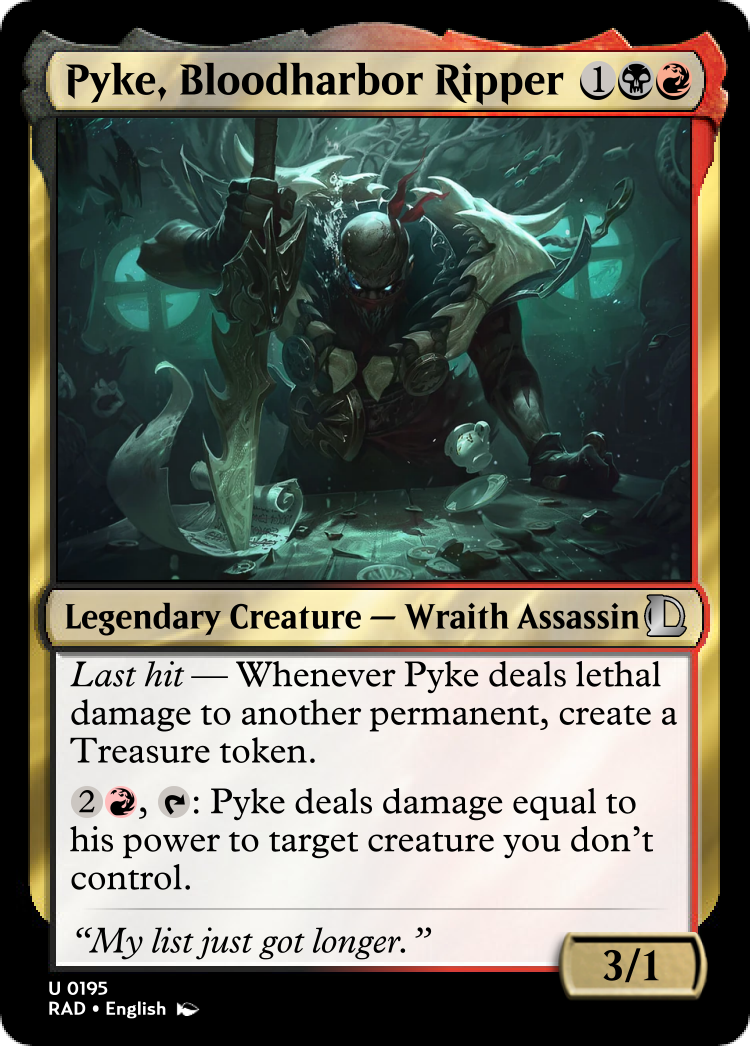 Pyke, Bloodharbor Ripper 1
Legendary Creature — Wraith Assassin
Last hit — Whenever Pyke deals lethal
damage to another permanent, create a
Treasure token.
2 , : Pyke deals damage equal to
his power to target creature you don’t
control.
“My list just got longer.”
3/1
U 0195
RAD • English